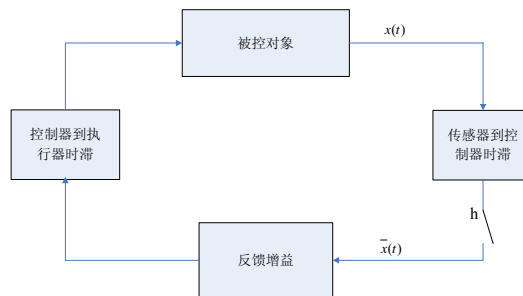 被控对象
x(t)
控制器到执
行器时滞
传感器到控
制器时滞
h
x̄(t)
反馈增益